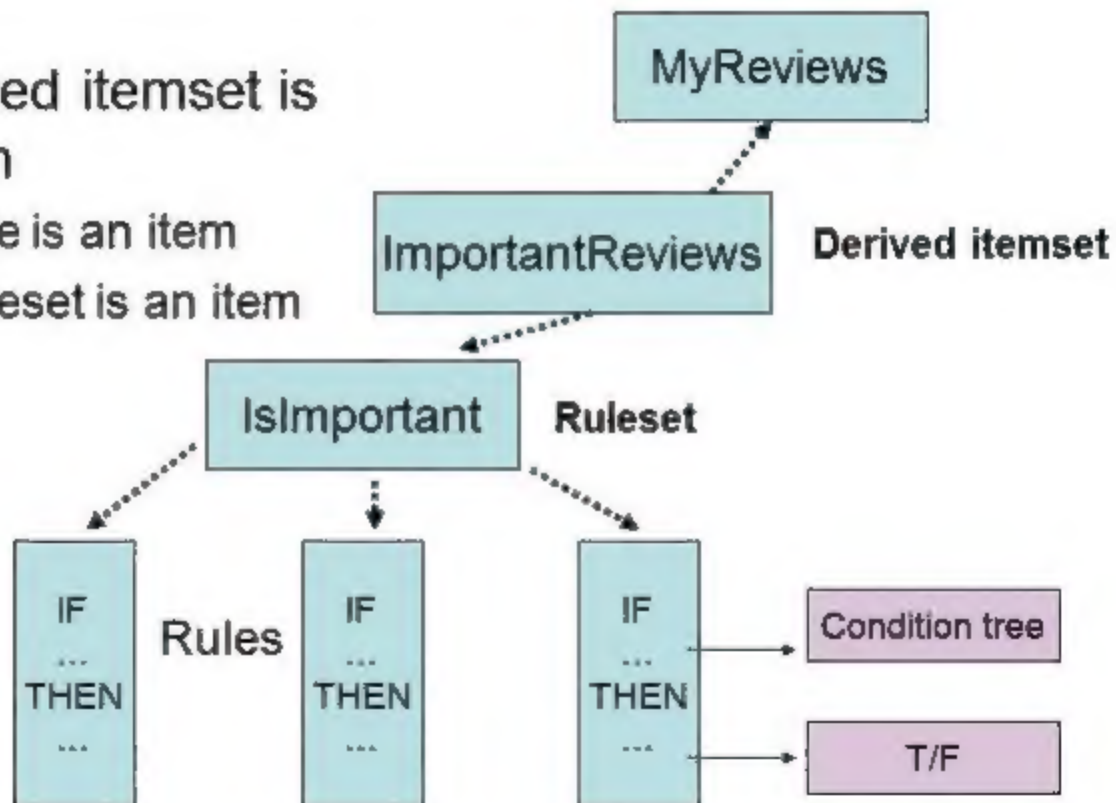 MyReviews
ed itemset is
e is an item
eset is an item
ImportantReviews
Derived itemset
IsImportant
Ruleset
IF
...
THEN
...
Rules
IF
...
THEN
...
IF
...
THEN
...
Condition tree
T/F